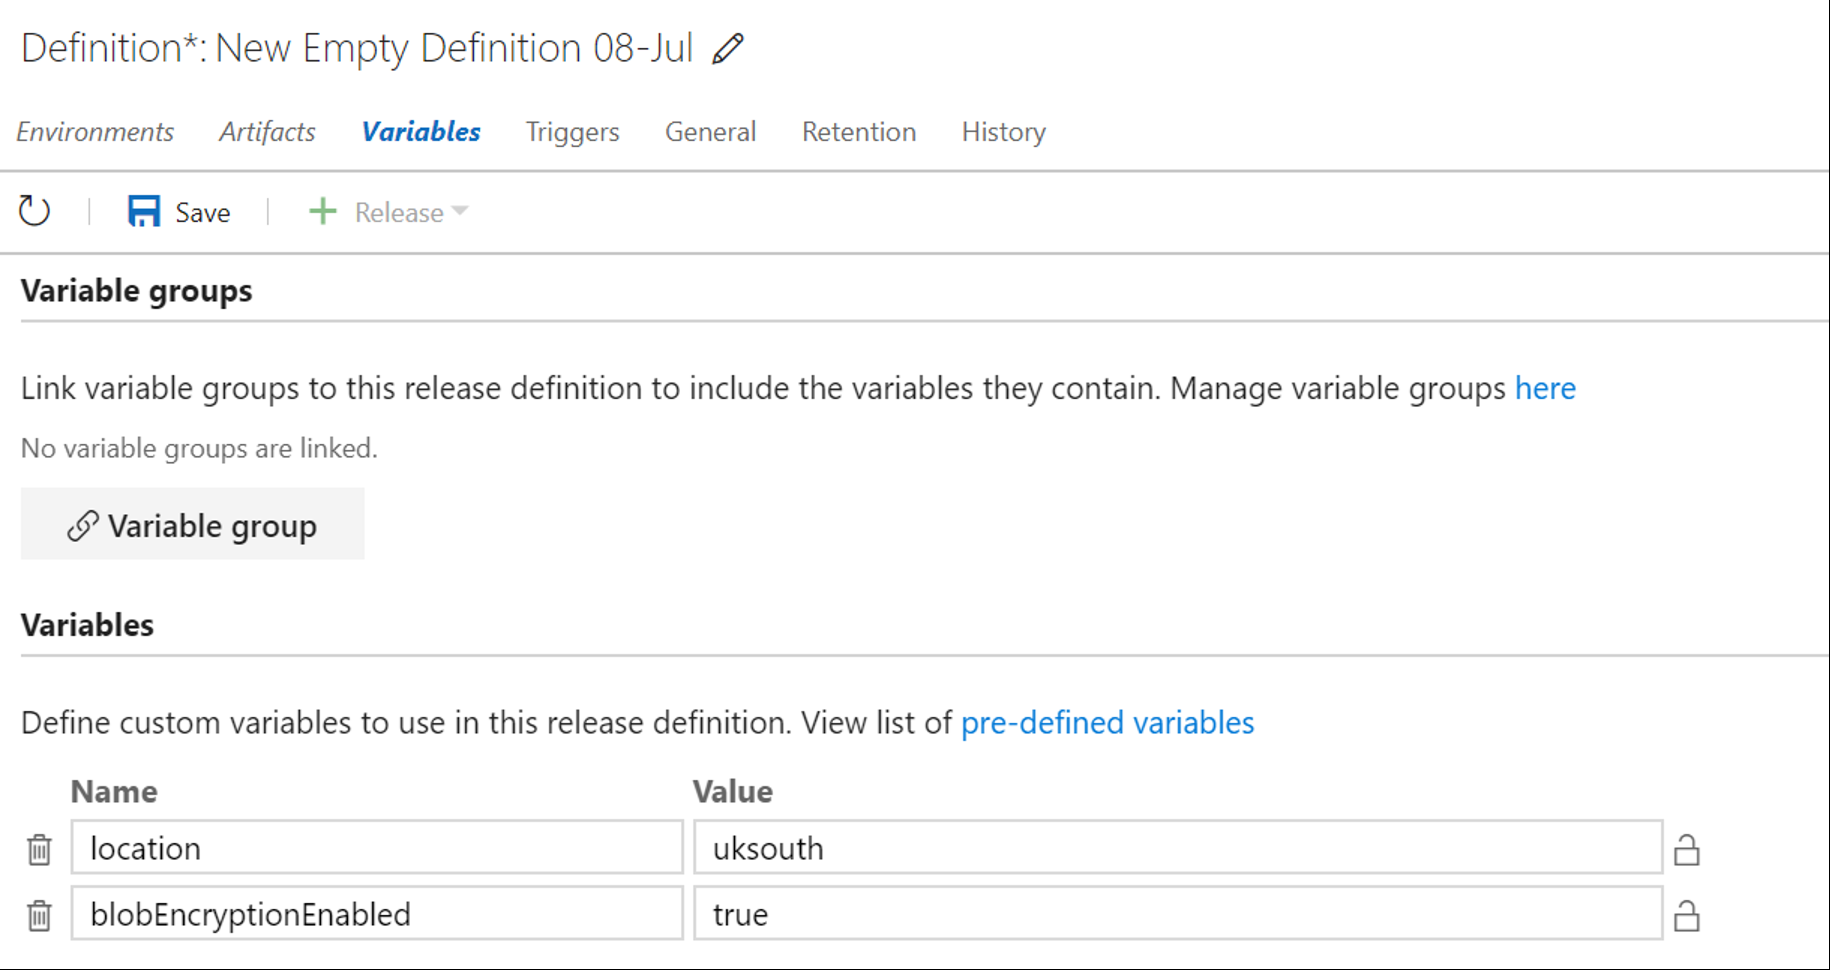 Definition*: New Empty Definition 08-Jul
Environments Artifacts Variables Triggers General Retention History
Save Release
Variable groups
Link variable groups to this release definition to include the variables they contain. Manage variable groups here
No variable groups are linked.
Variable group
Variables
Define custom variables to use in this release definition. View list of pre-defined variables
Name Value
location uksouth
blobEncryptionEnabled true